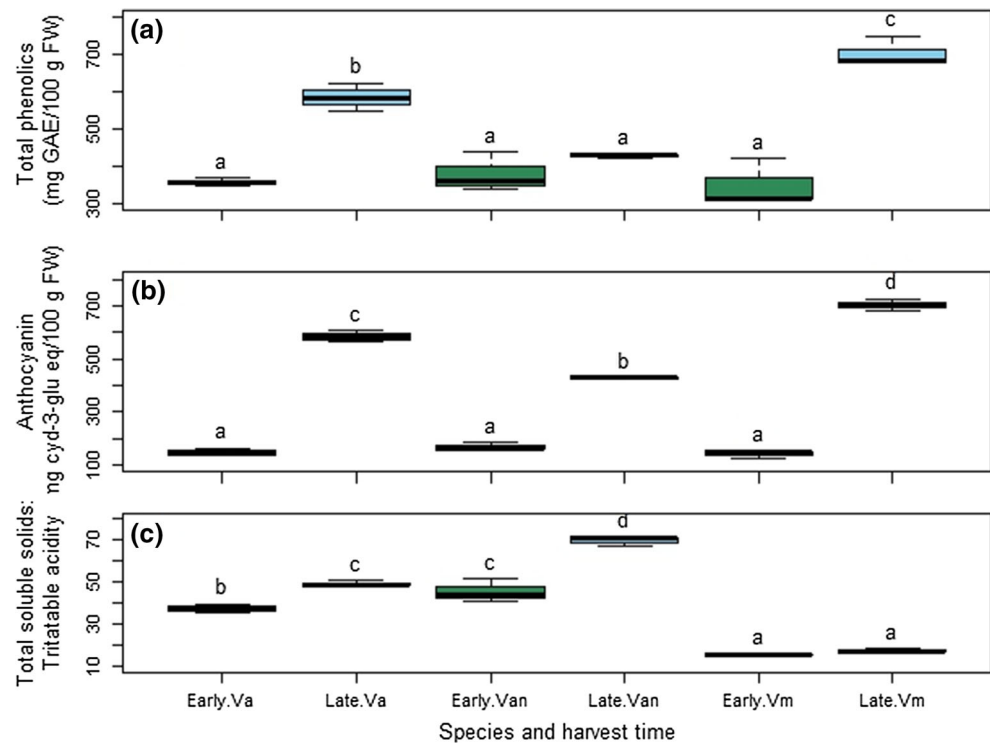 (a)
Total phenolics
(mg GAE/100 g FW)
700
500
300
a
b
a
a
a
c
(b)
Anthocyanin
mg cyd-3-glu eq/100 g FW)
700
500
300
100
a
c
a
b
a
d
(c)
Total soluble solids:
Tritatable acidity
70
50
30
10
b
c
c
d
a
a
Early.Va
Late.Va
Early.Van
Late.Van
Early.Vm
Late.Vm
Species and harvest time